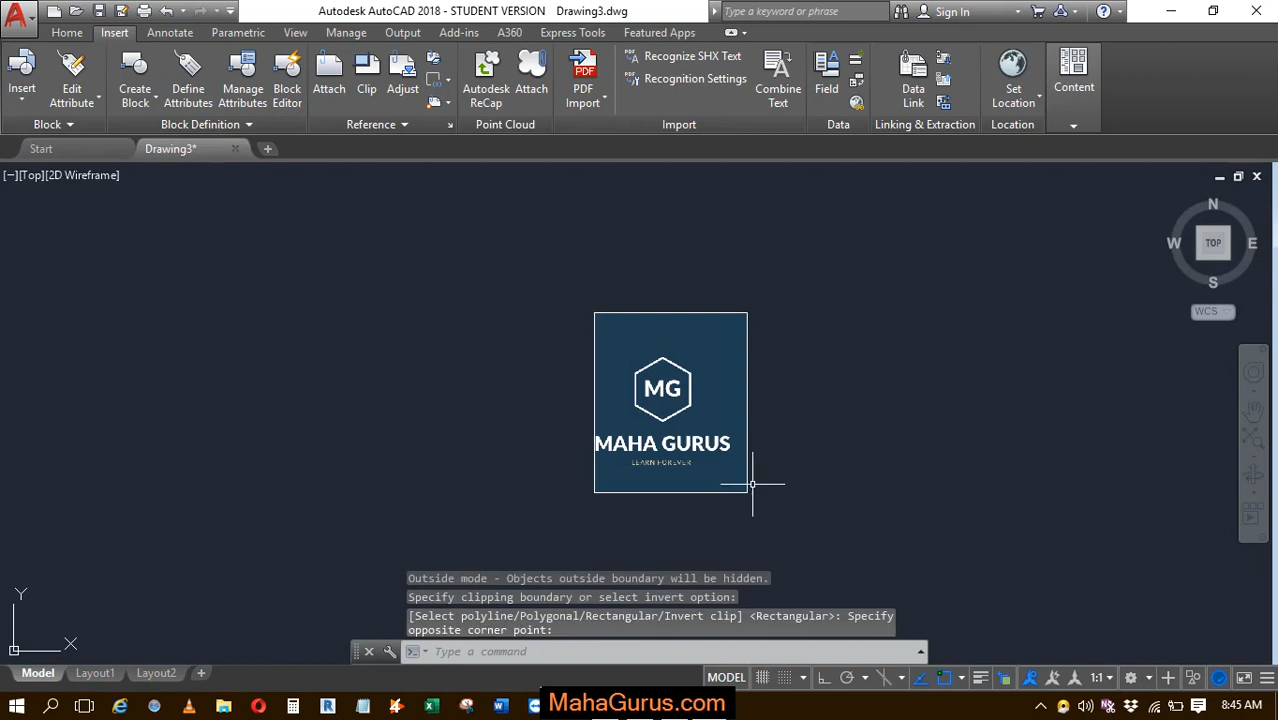 Autodesk AutoCAD 2018 - STUDENT VERSION Drawing3.dwg
Type a keyword or phrase
Sign In
Home Insert Annotate Parametric View Manage Output Add-ins A360 Express Tools Featured Apps
Insert
Edit Attribute
Create Block
Define Attributes
Manage Attributes
Block Editor
Attach
Clip
Adjust
Autodesk ReCap
Attach
PDF Import
Recognize SHX Text
Recognition Settings
Combine Text
Field
Data Link
Set Location
Content
Block
Block Definition
Reference
Point Cloud
Import
Data
Linking & Extraction
Location
Start
Drawing3*
[−][Top][2D Wireframe]
N
W
TOP
E
S
WCS
MG
MAHA GURUS
LEARN FOREVER
Outside mode - Objects outside boundary will be hidden.
Specify clipping boundary or select invert option:
[Select polyline/Polygonal/Rectangular/Invert clip] <Rectangular>: Specify
opposite corner point:
Type a command
Y
X
Model Layout1 Layout2
MODEL
1:1
MahaGurus.com
8:45 AM